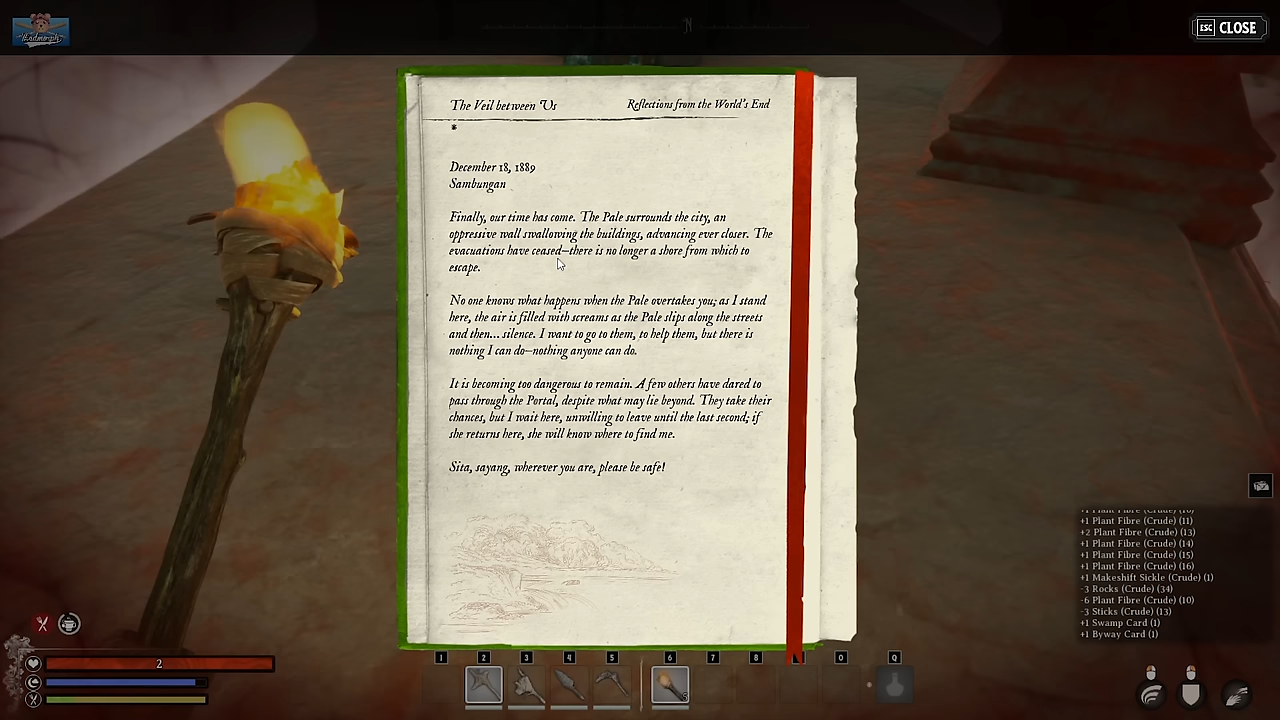 N
ESC CLOSE
The Veil between Us
Reflections from the World's End
*
December 18, 1889
Sambungan
Finally, our time has come. The Pale surrounds the city, an
oppressive wall swallowing the buildings, advancing ever closer. The
evacuations have ceased—there is no longer a shore from which to
escape.
No one knows what happens when the Pale overtakes you; as I stand
here, the air is filled with screams as the Pale slips along the streets
and then... silence. I want to go to them, to help them, but there is
nothing I can do—nothing anyone can do.
It is becoming too dangerous to remain. A few others have dared to
pass through the Portal, despite what may lie beyond. They take their
chances, but I wait here, unwilling to leave until the last second; if
she returns here, she will know where to find me.
Sita, sayang, wherever you are, please be safe!
+1 Plant Fibre (Crude) (10)
+1 Plant Fibre (Crude) (11)
+2 Plant Fibre (Crude) (13)
+1 Plant Fibre (Crude) (14)
+1 Plant Fibre (Crude) (15)
+1 Plant Fibre (Crude) (16)
+1 Makeshift Sickle (Crude) (1)
-3 Rocks (Crude) (34)
-6 Plant Fibre (Crude) (10)
-3 Sticks (Crude) (13)
+1 Swamp Card (1)
+1 Byway Card (1)
2
1 2 3 4 5 6 7 8 0 Q
5